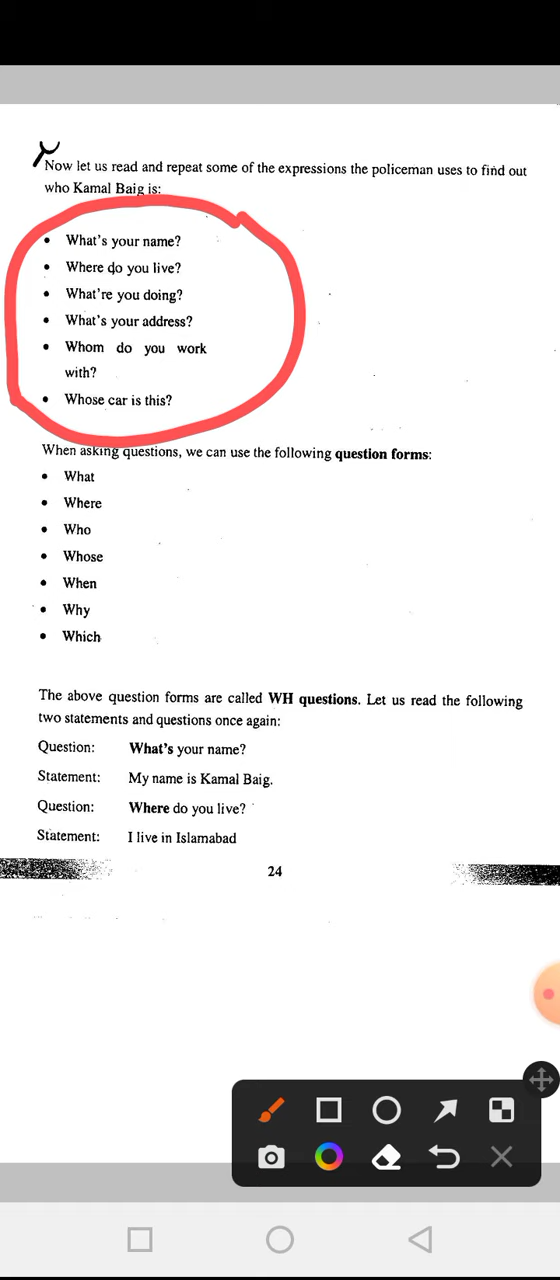 Now let us read and repeat some of the expressions the policeman uses to find out
who Kamal Baig is:
• What's your name?
• Where do you live?
• What're you doing?
• What's your address?
• Whom do you work
with?
• Whose car is this?
When asking questions, we can use the following question forms:
• What
• Where
• Who
• Whose
• When
• Why
• Which
The above question forms are called WH questions. Let us read the following
two statements and questions once again:
Question: What's your name?
Statement: My name is Kamal Baig.
Question: Where do you live?
Statement: I live in Islamabad
24